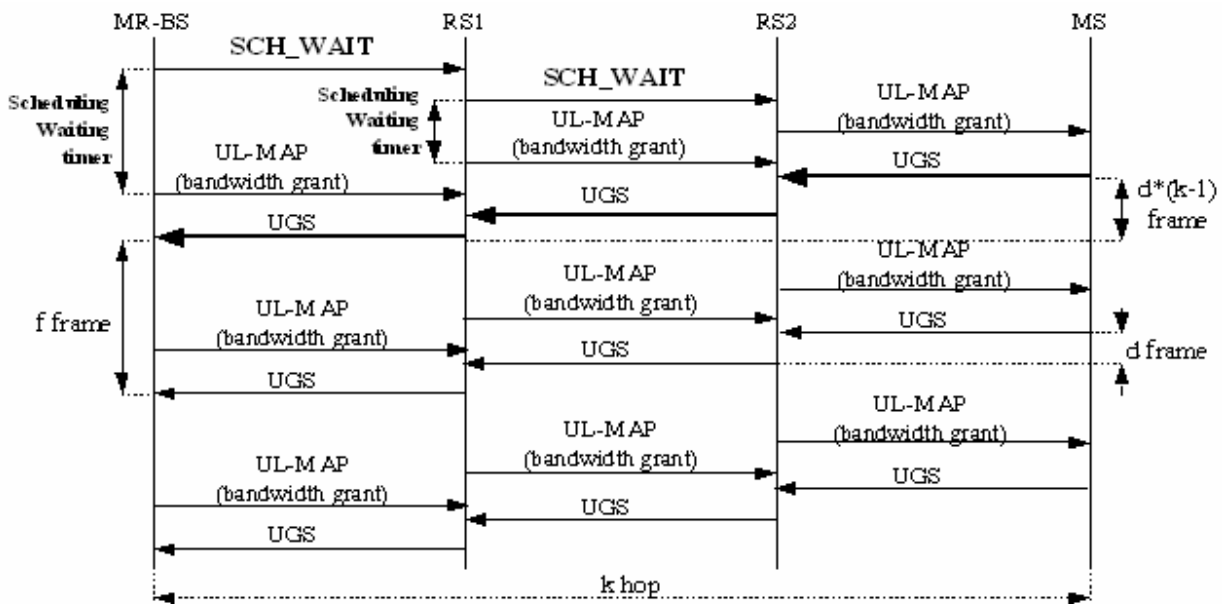 MR-BS RS1 RS2 MS
SCH_WAIT
SCH_WAIT
Scheduling
Waiting
timer
Scheduling
Waiting
timer
UL-MAP
(bandwidth grant)
UL-MAP
(bandwidth grant)
UL-MAP
(bandwidth grant)
UGS
UGS
UGS
d*(k-1)
frame
UL-MAP
(bandwidth grant)
UL-MAP
(bandwidth grant)
UL-MAP
(bandwidth grant)
f frame
UGS
UGS
UGS
d frame
UL-MAP
(bandwidth grant)
UL-MAP
(bandwidth grant)
UL-MAP
(bandwidth grant)
UGS
UGS
UGS
k hop